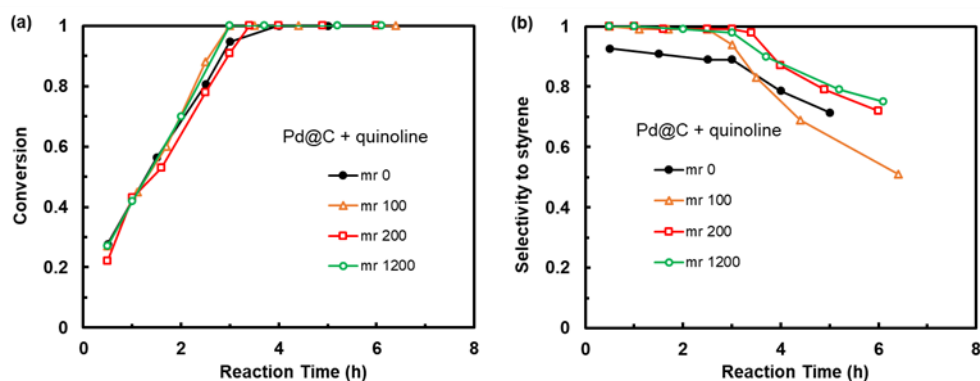 (a)
1
0.8
0.6
0.4
0.2
0
Conversion
Pd@C + quinoline
mr 0
mr 100
mr 200
mr 1200
0 2 4 6 8
Reaction Time (h)
(b)
1
0.8
0.6
0.4
0.2
0
Selectivity to styrene
Pd@C + quinoline
mr 0
mr 100
mr 200
mr 1200
0 2 4 6 8
Reaction Time (h)